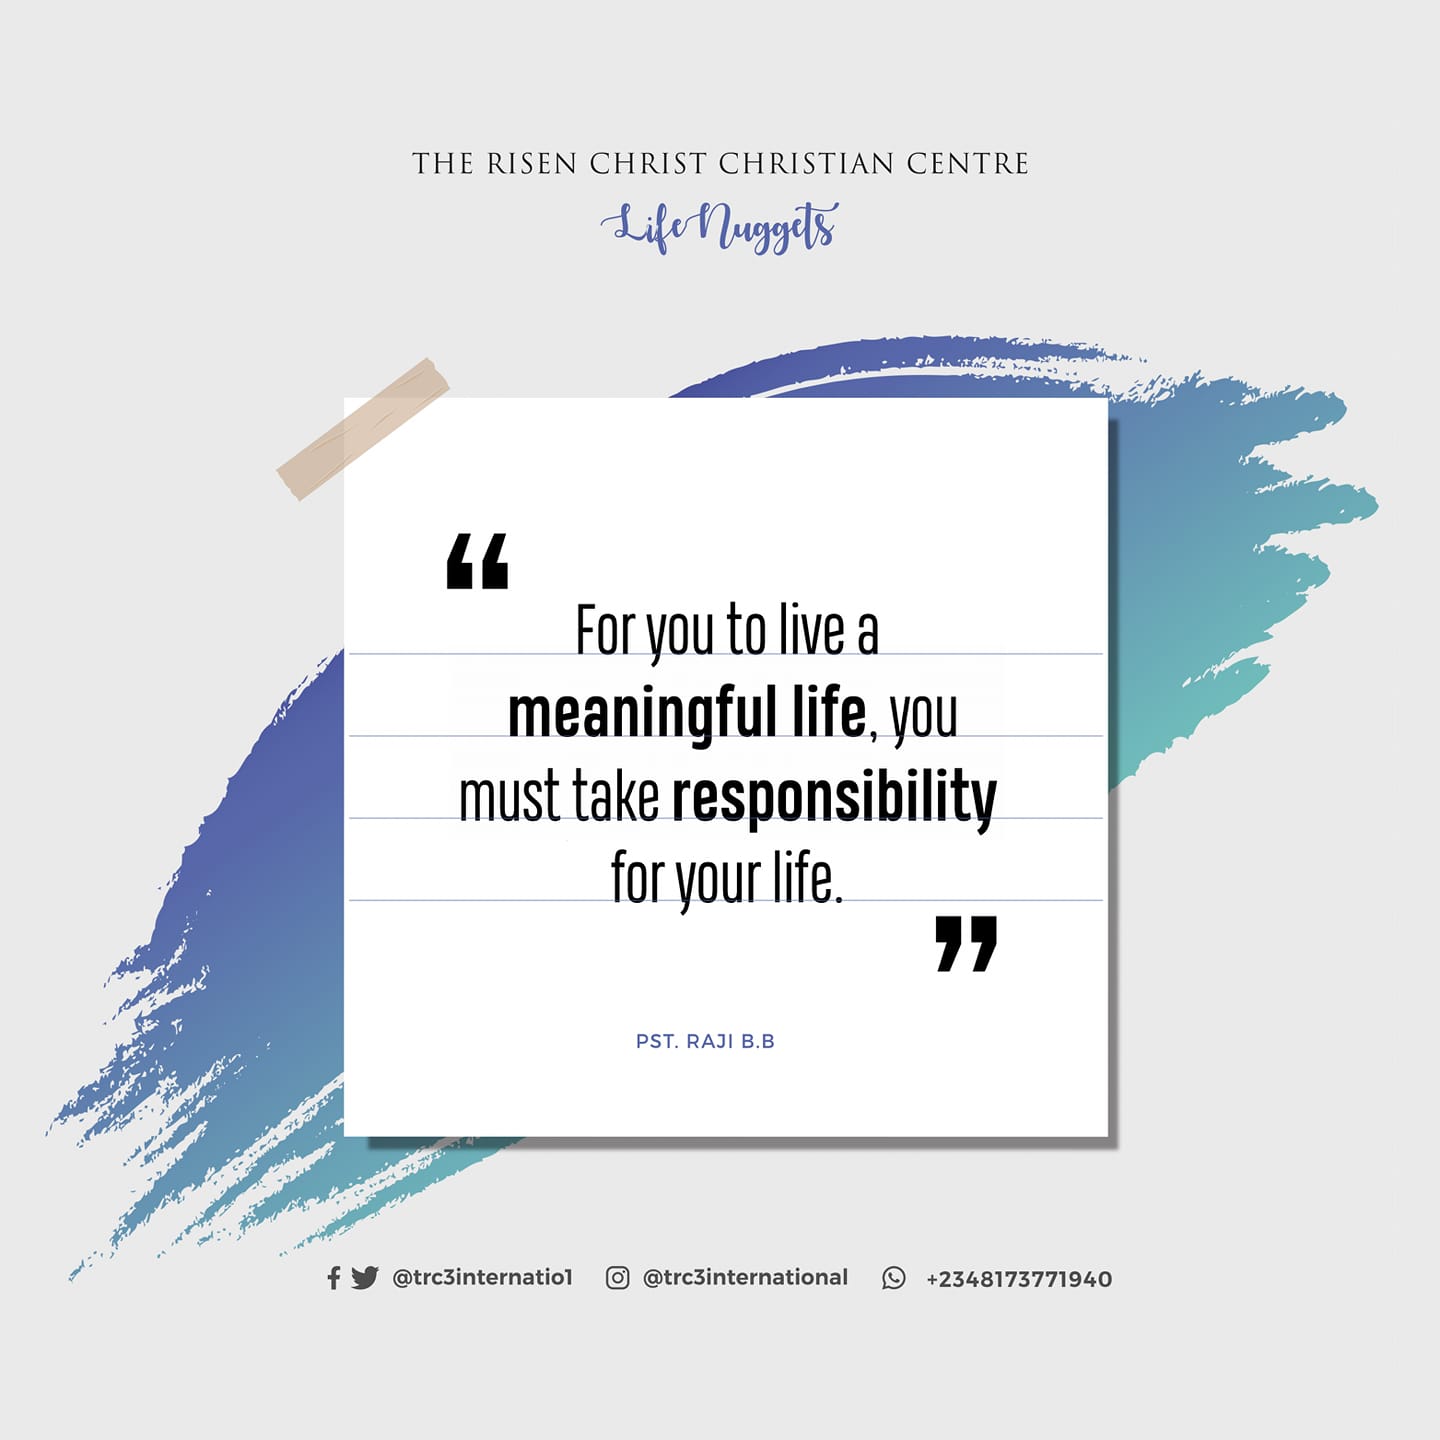 THE RISEN CHRIST CHRISTIAN CENTRE
Life Nuggets
“
For you to live a
meaningful life, you
must take responsibility
for your life.
”
PST. RAJI B.B
@trc3internatio1 @trc3international +2348173771940